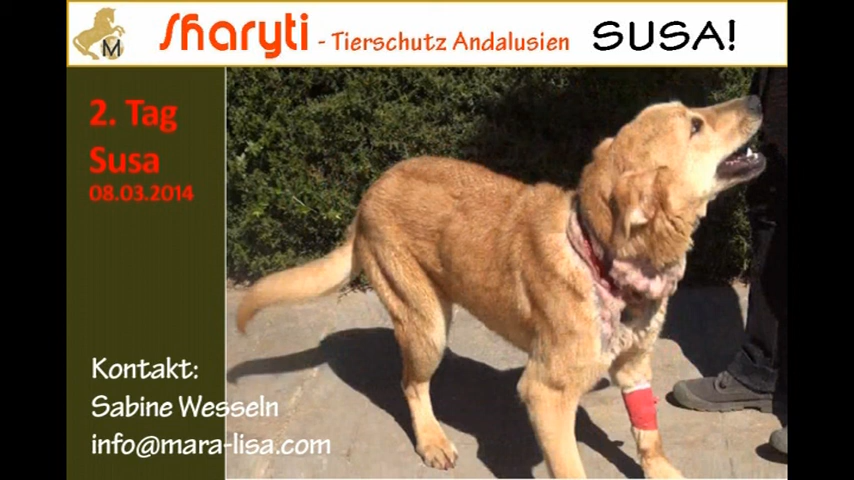 M
Sharyti - Tierschutz Andalusien SUSA!
2. Tag
Susa
08.03.2014
Kontakt:
Sabine Wesseln
info@mara-lisa.com